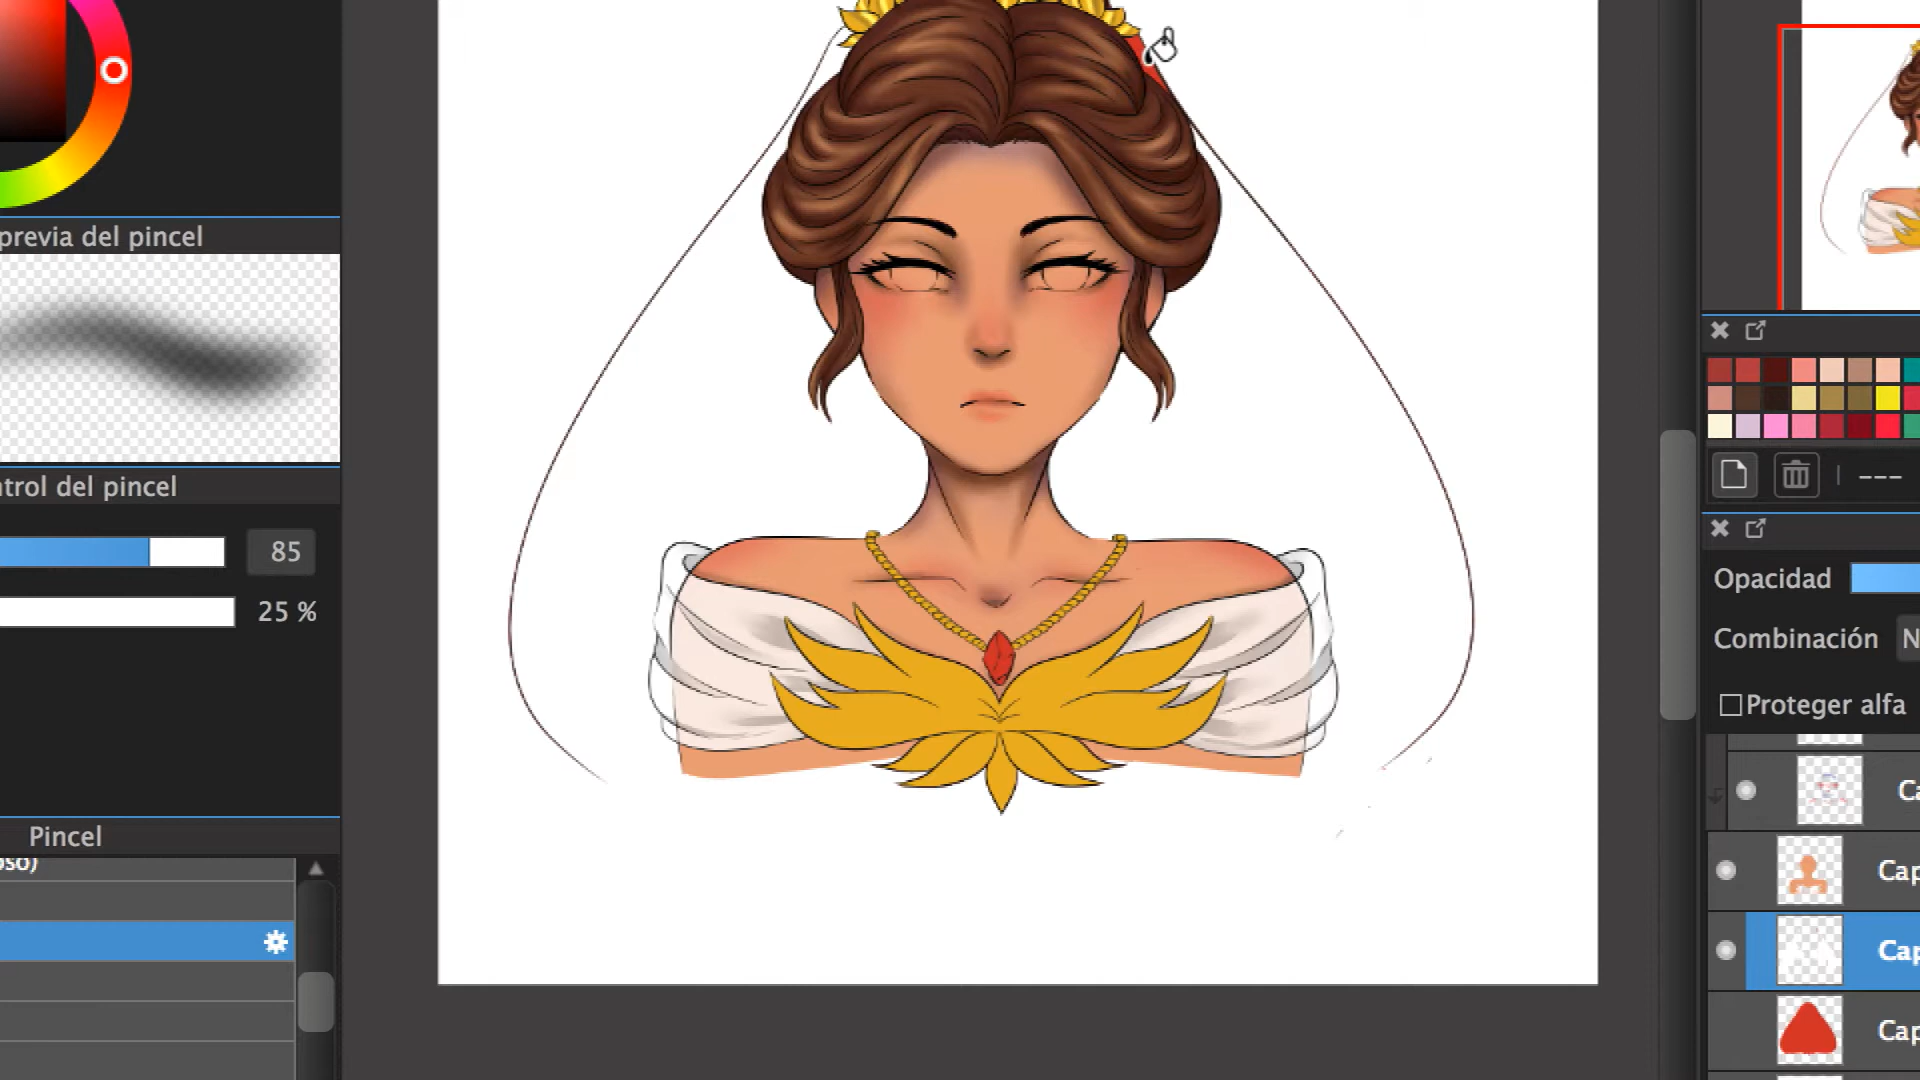 previa del pincel
trol del pincel
85
25 %
Pincel
oso)
---
Opacidad
Combinación N
Proteger alfa
Ca
Cap
Cap
Cap